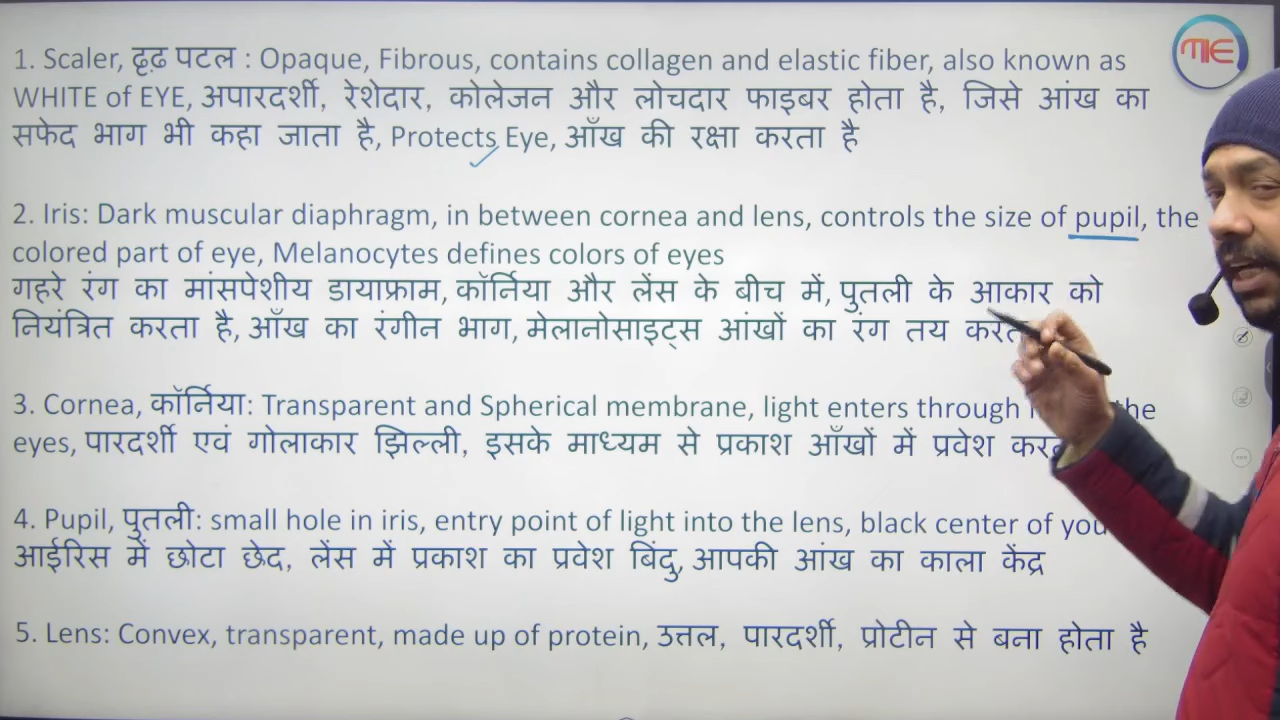 1. Scaler, दृढ़ पटल : Opaque, Fibrous, contains collagen and elastic fiber, also known as
WHITE of EYE, अपारदर्शी, रेशेदार, कोलेजन और लोचदार फाइबर होता है, जिसे आंख का
सफेद भाग भी कहा जाता है, Protects Eye, आँख की रक्षा करता है
2. Iris: Dark muscular diaphragm, in between cornea and lens, controls the size of pupil, the
colored part of eye, Melanocytes defines colors of eyes
गहरे रंग का मांसपेशीय डायाफ्राम, कॉर्निया और लेंस के बीच में, पुतली के आकार को
नियंत्रित करता है, आँख का रंगीन भाग, मेलानोसाइट्स आंखों का रंग तय
3. Cornea, कॉर्निया: Transparent and Spherical membrane, light enters through the
eyes, पारदर्शी एवं गोलाकार झिल्ली, इसके माध्यम से प्रकाश आँखों में प्रवेश
4. Pupil, पुतली: small hole in iris, entry point of light into the lens, black center of
आईरिस में छोटा छेद, लेंस में प्रकाश का प्रवेश बिंदु, आपकी आंख का काला केंद्र
5. Lens: Convex, transparent, made up of protein, उत्तल, पारदर्शी, प्रोटीन से बना होता है